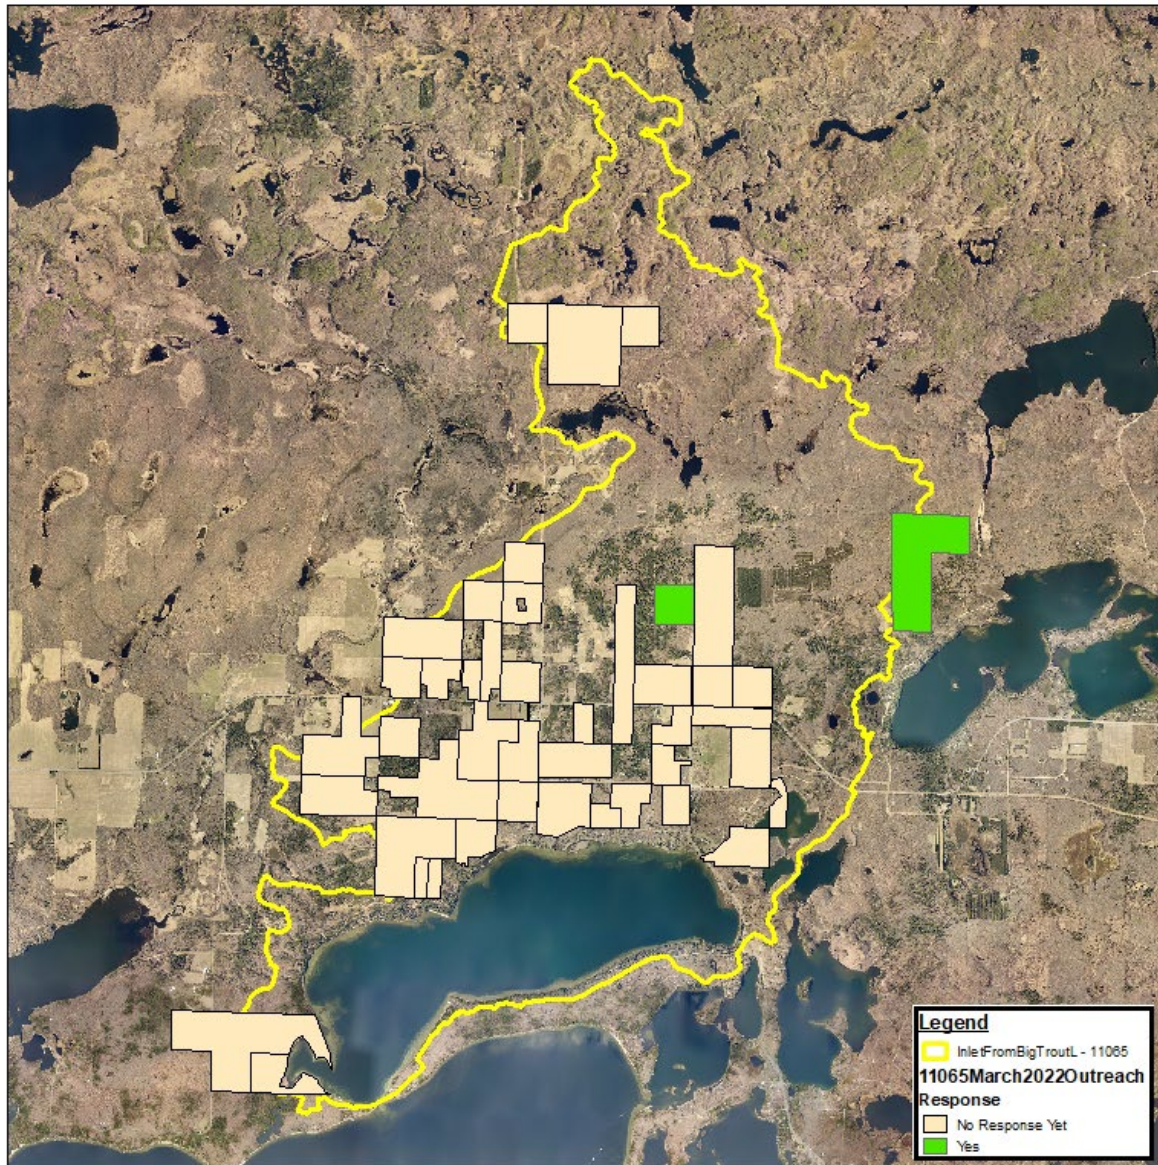 Legend
InletFromBigTroutL - 11065
11065March2022Outreach
Response
No Response Yet
Yes